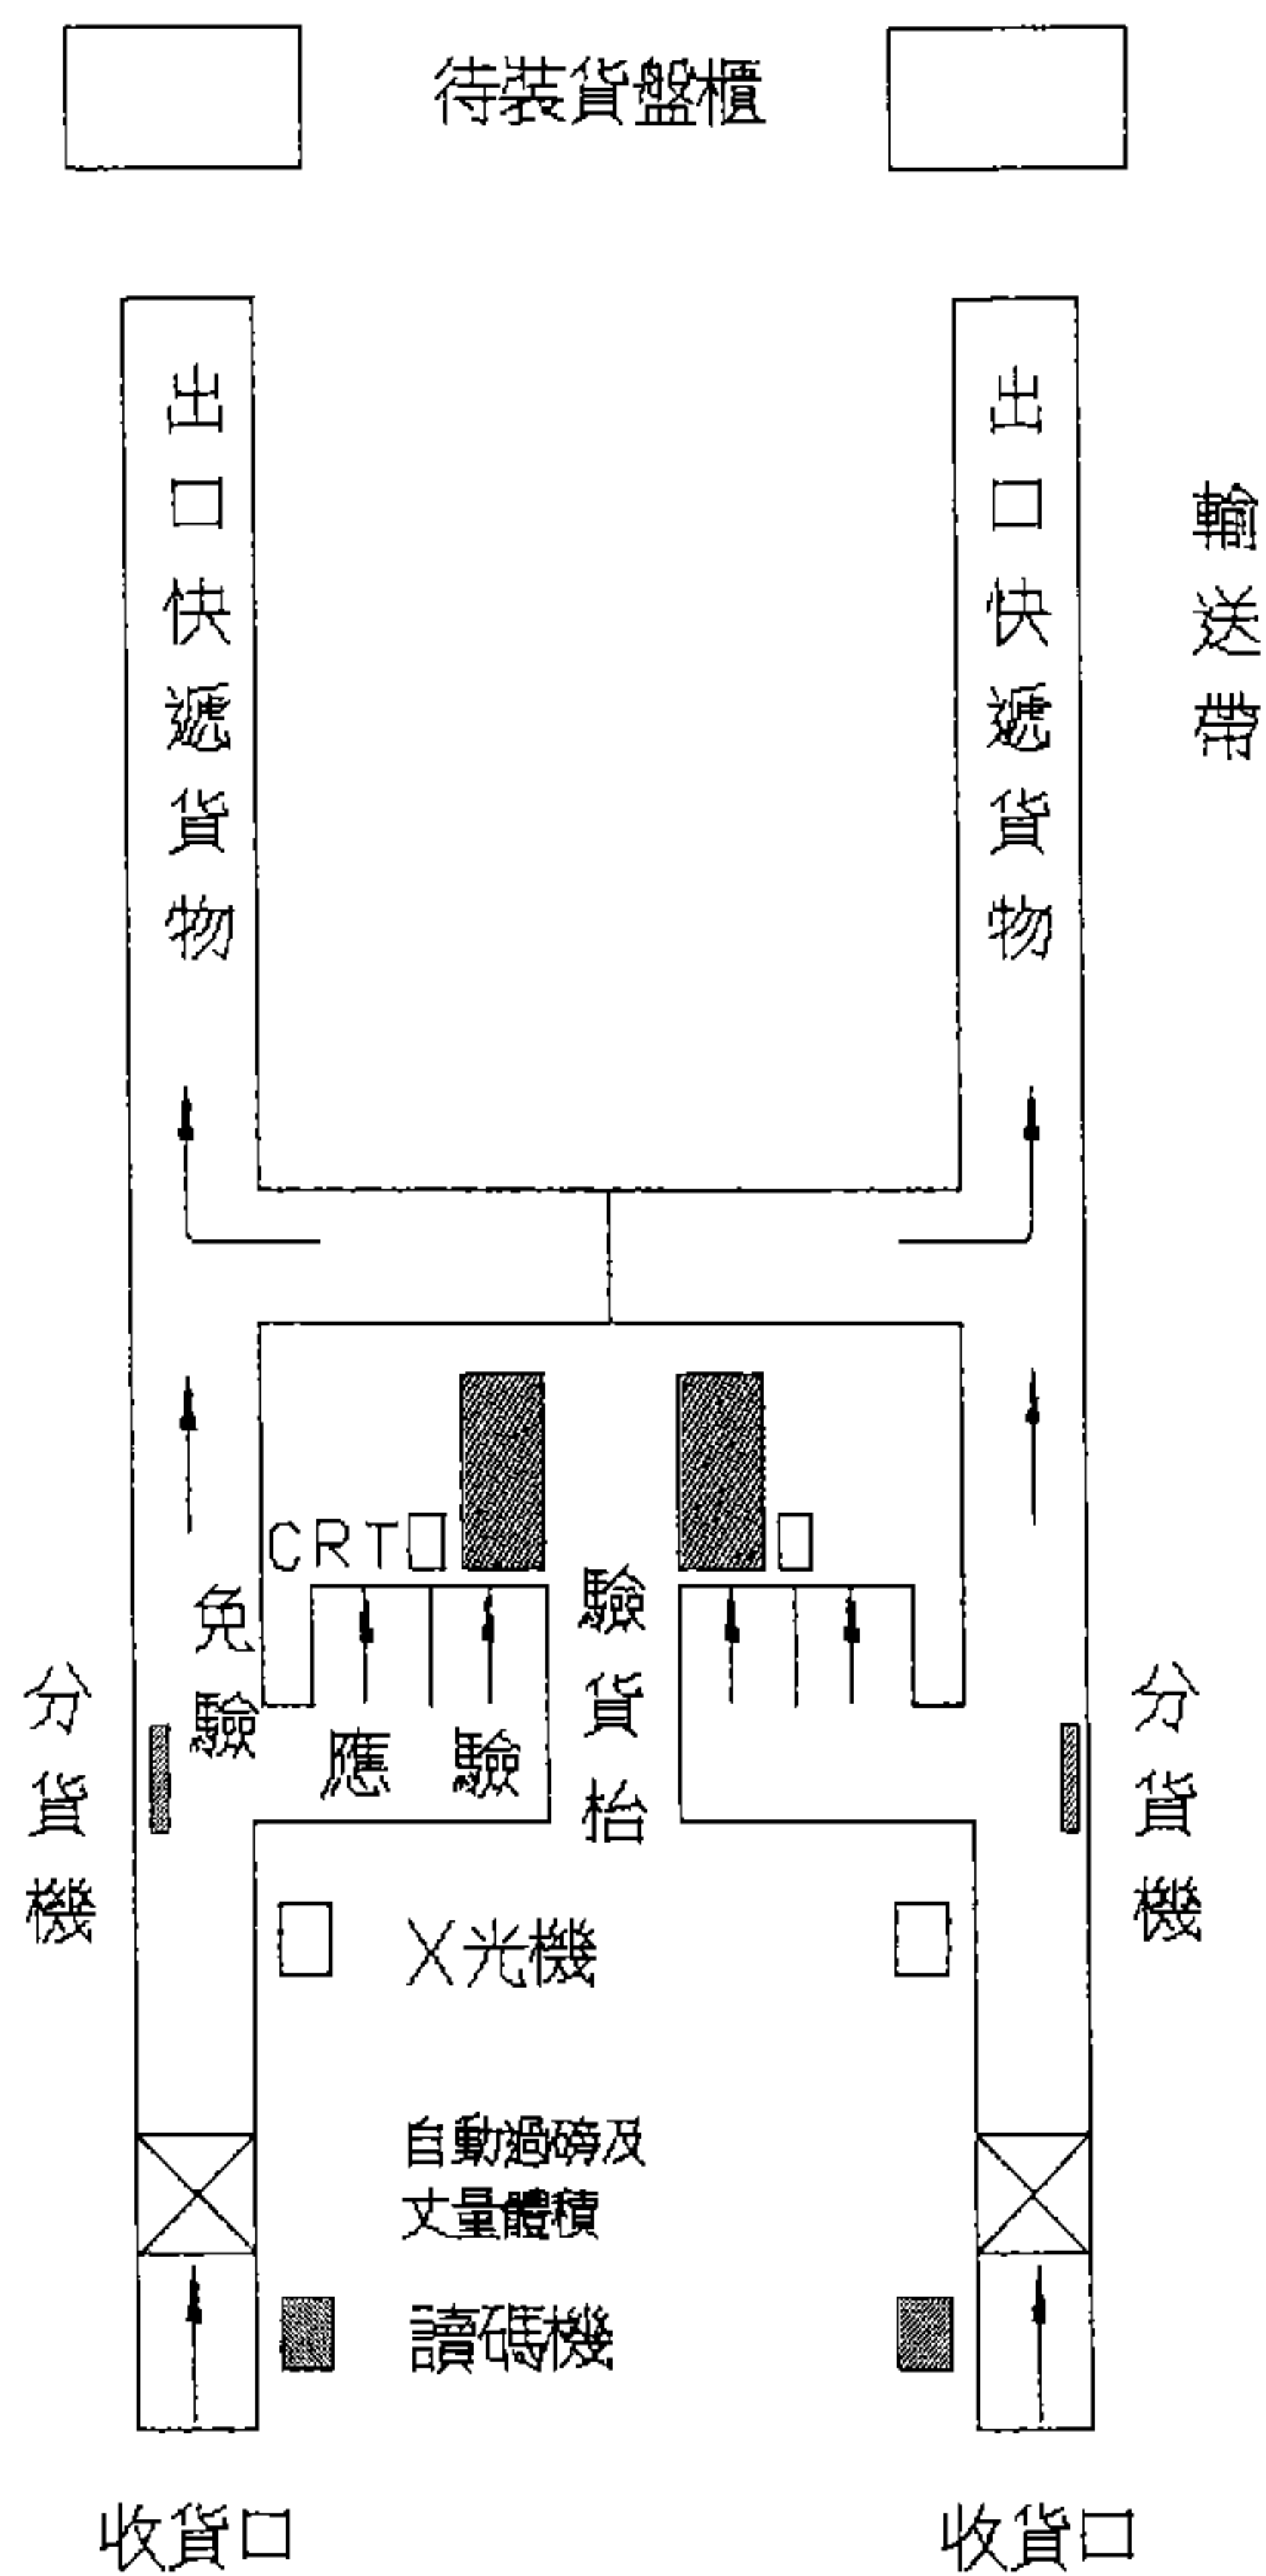 待裝貨盤櫃
出口快遞貨物
出口快遞貨物
輸送帶
CRT
免驗
應驗
驗貨枱
分貨機
分貨機
X光機
自動過磅及
丈量體積
讀碼機
收貨口
收貨口